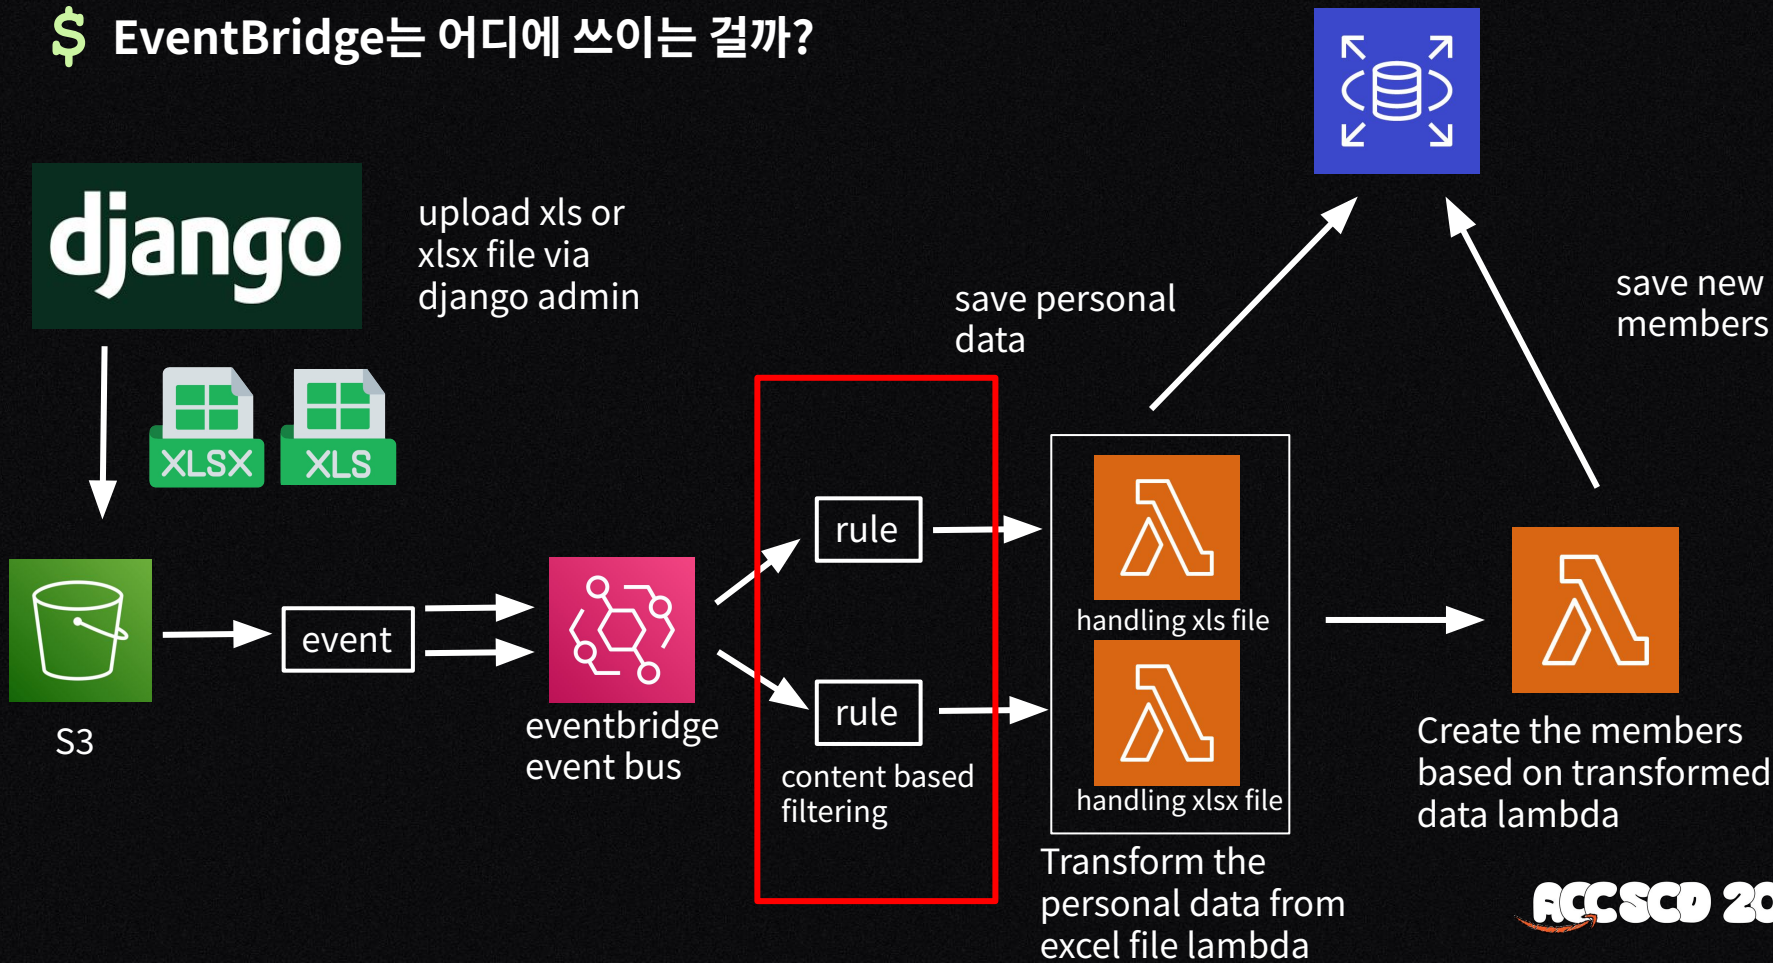 $ EventBridge는 어디에 쓰이는 걸까?
django
upload xls or
xlsx file via
django admin
XLSX
XLS
save personal
data
save new
members
rule
event
handling xls file
S3
eventbridge
event bus
rule
content based
filtering
handling xlsx file
Transform the
personal data from
excel file lambda
Create the members
based on transformed
data lambda
ACCSCD 20